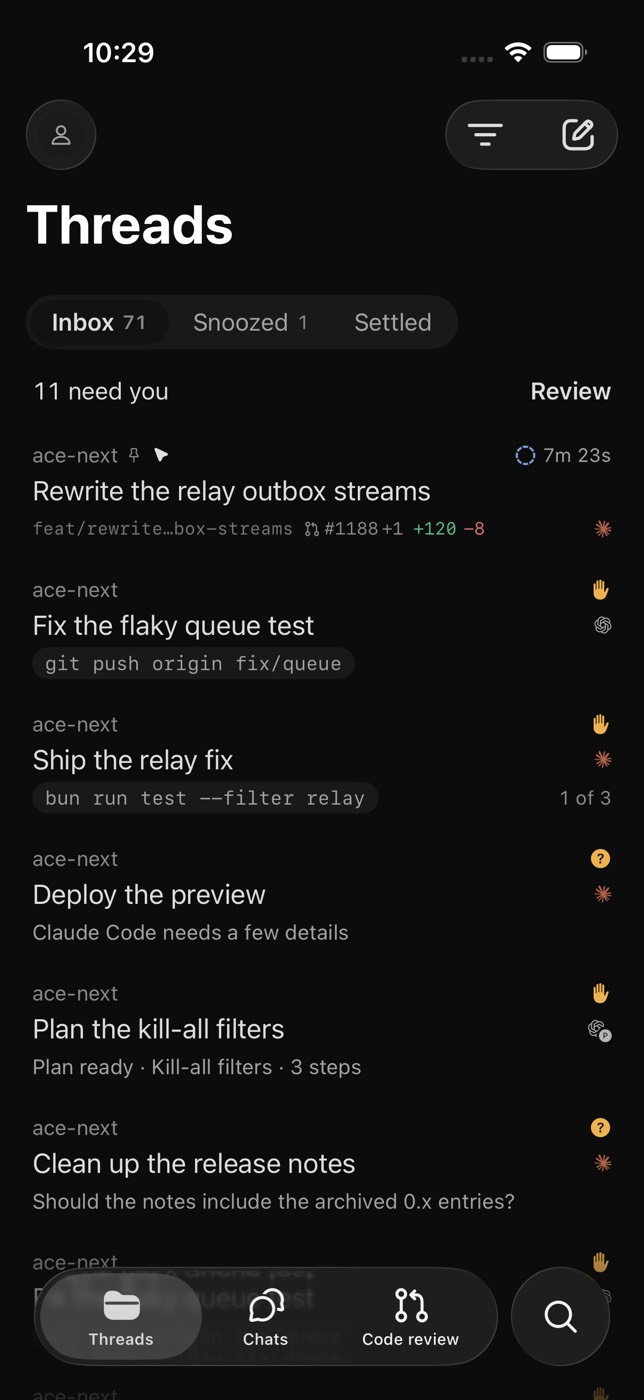 10:29
Threads
Inbox 71 Snoozed 1 Settled
11 need you Review
ace-next 7m 23s
Rewrite the relay outbox streams
feat/rewrite…box-streams #1188 +1 +120 −8
ace-next
Fix the flaky queue test
git push origin fix/queue
ace-next
Ship the relay fix
bun run test --filter relay 1 of 3
ace-next
?
Deploy the preview
Claude Code needs a few details
ace-next
Plan the kill-all filters
P
Plan ready · Kill-all filters · 3 steps
ace-next
?
Clean up the release notes
Should the notes include the archived 0.x entries?
ace-next
Threads Chats Code review
ace-next